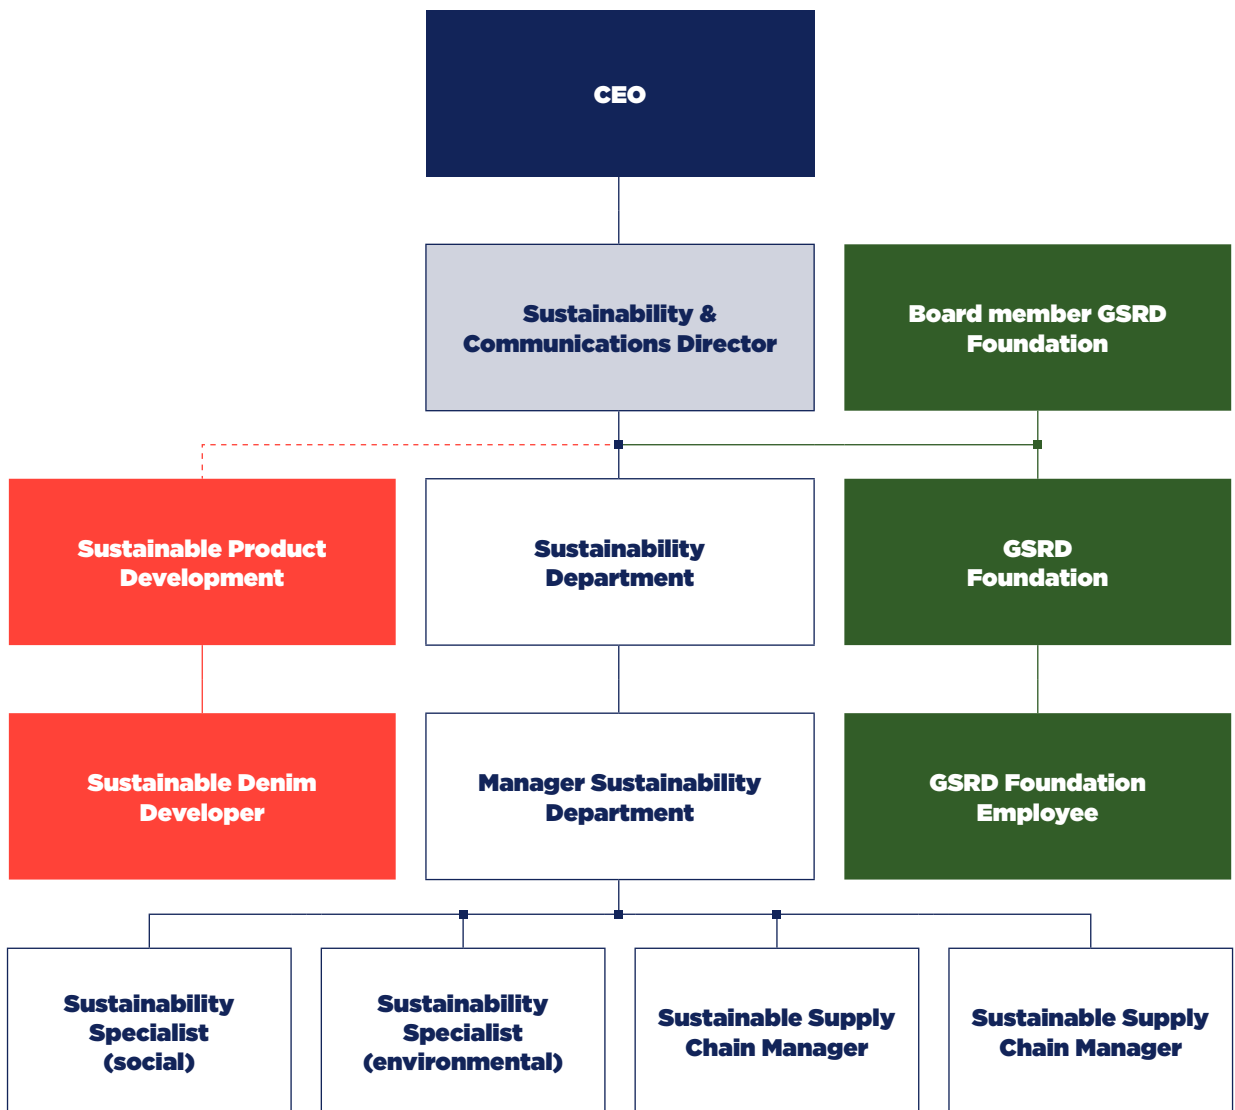 CEO
Sustainability &
Communications Director
Board member GSRD
Foundation
Sustainable Product
Development
Sustainability
Department
GSRD
Foundation
Sustainable Denim
Developer
Manager Sustainability
Department
GSRD Foundation
Employee
Sustainability
Specialist
(social)
Sustainability
Specialist
(environmental)
Sustainable Supply
Chain Manager
Sustainable Supply
Chain Manager